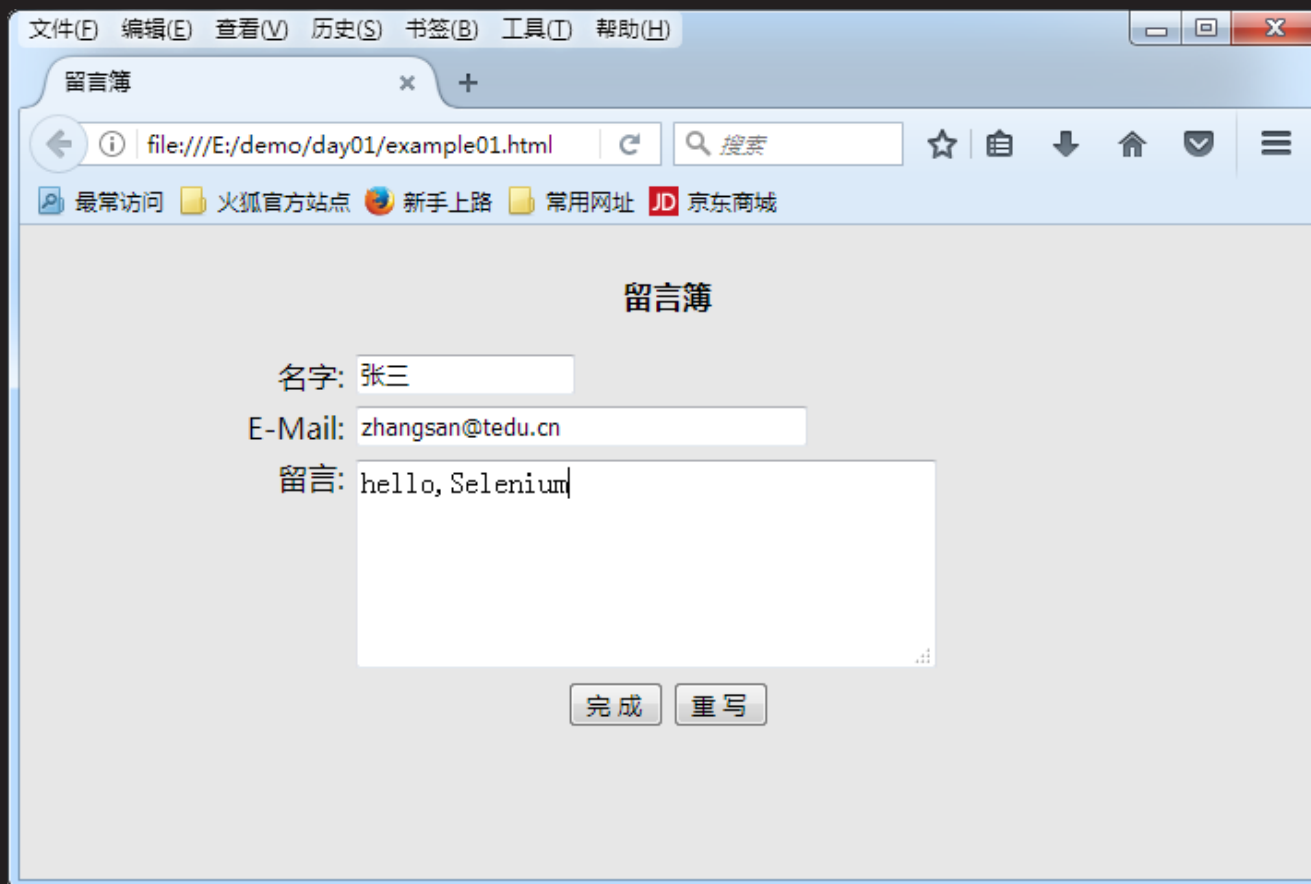 文件(F) 编辑(E) 查看(V) 历史(S) 书签(B) 工具(T) 帮助(H)
留言簿
file:///E:/demo/day01/example01.html 搜索
最常访问 火狐官方站点 新手上路 常用网址 JD 京东商城
留言簿
名字: 张三
E-Mail: zhangsan@tedu.cn
留言: hello,Selenium
完 成 重 写